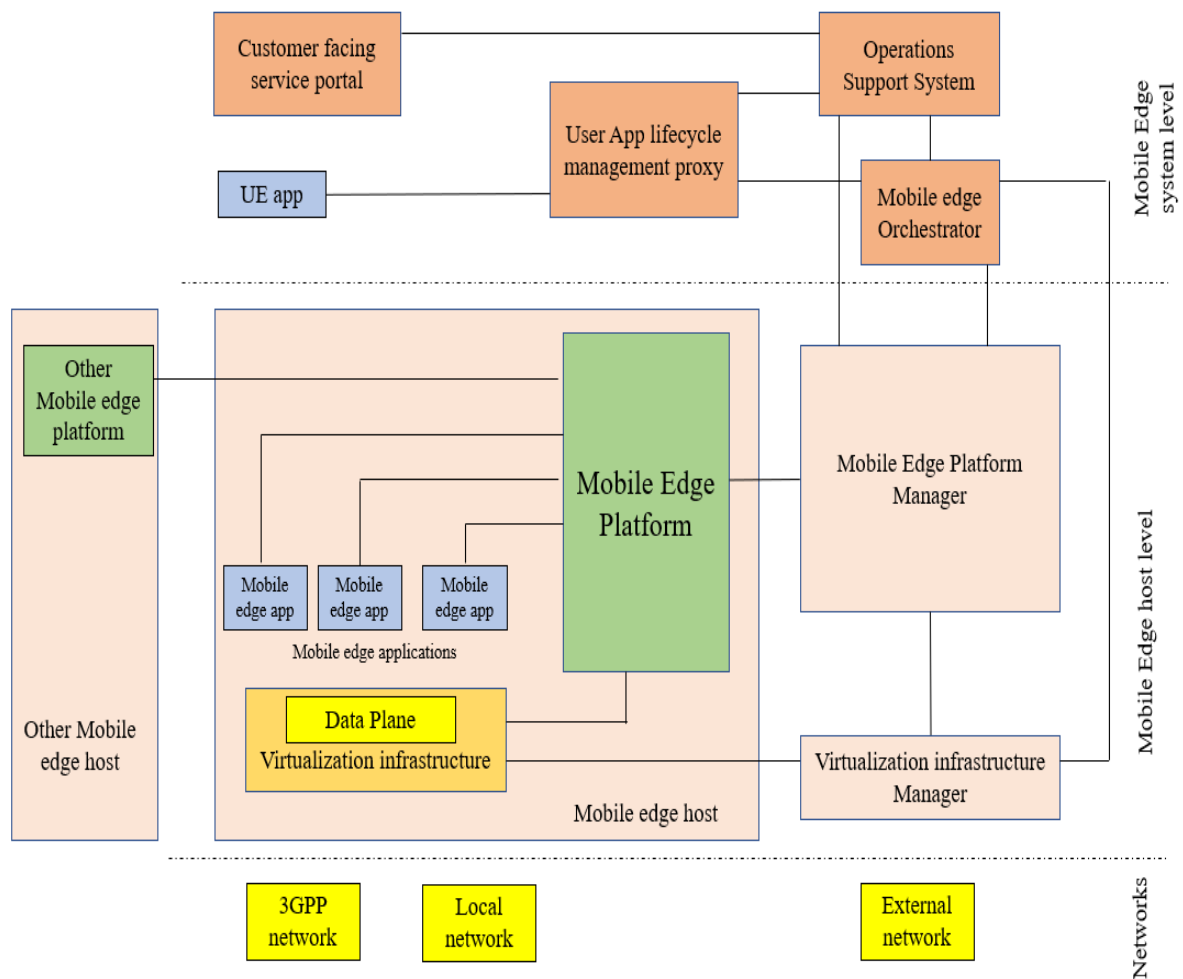 Customer facing
service portal
Operations
Support System
User App lifecycle
management proxy
UE app
Mobile edge
Orchestrator
Mobile Edge
system level
Other
Mobile edge
platform
Other Mobile
edge host
Mobile Edge
Platform
Mobile
edge app
Mobile
edge app
Mobile
edge app
Mobile edge applications
Data Plane
Virtualization infrastructure
Mobile edge host
Mobile Edge Platform
Manager
Virtualization infrastructure
Manager
Mobile Edge host level
3GPP
network
Local
network
External
network
Networks